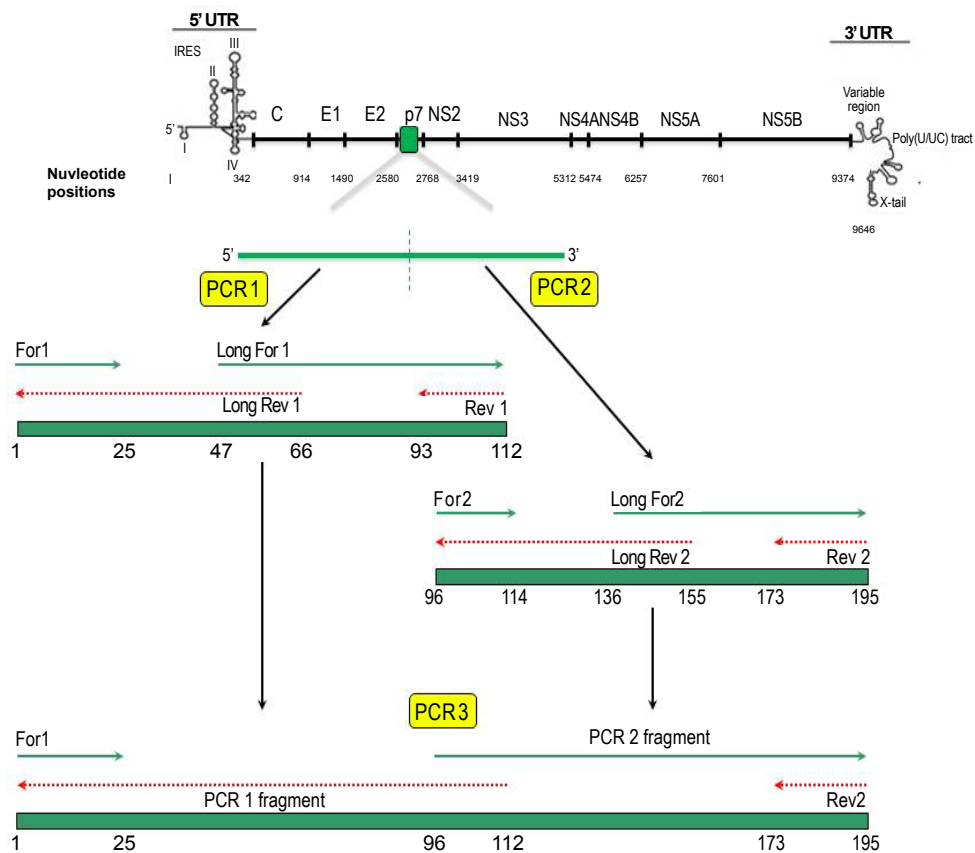 5' UTR
3' UTR
IRES
III
II
Variable
region
C E1 E2 p7 NS2 NS3 NS4A NS4B NS5A NS5B
5'
Poly(U/UC) tract
I
IV
Nuvleotide
positions
I
342 914 1490 2580 2768 3419 5312 5474 6257 7601 9374
X-tail
9646
5' 3'
PCR1 PCR2
For1 Long For 1
Long Rev 1 Rev 1
1 25 47 66 93 112
For2 Long For2
Long Rev 2 Rev 2
96 114 136 155 173 195
PCR3
For1 PCR 2 fragment
PCR 1 fragment Rev2
1 25 96 112 173 195